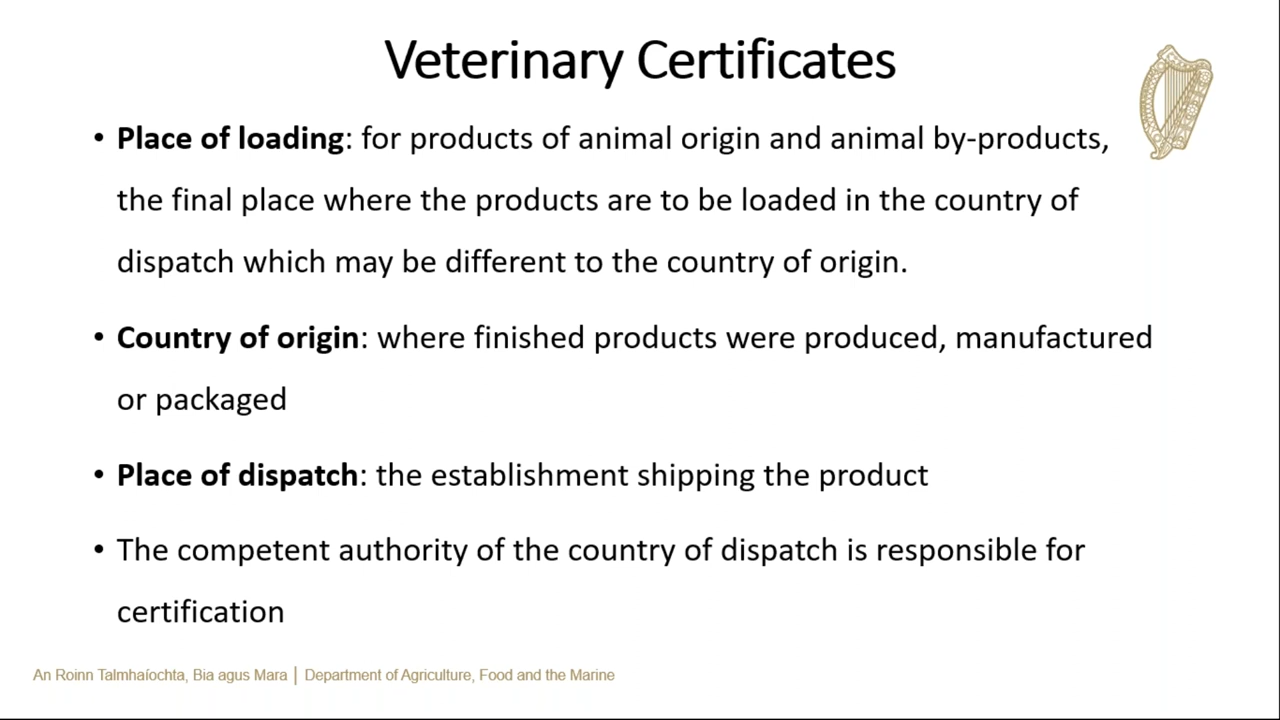 Veterinary Certificates
• Place of loading: for products of animal origin and animal by-products,
the final place where the products are to be loaded in the country of
dispatch which may be different to the country of origin.
• Country of origin: where finished products were produced, manufactured
or packaged
• Place of dispatch: the establishment shipping the product
• The competent authority of the country of dispatch is responsible for
certification
An Roinn Talmhaíochta, Bia agus Mara | Department of Agriculture, Food and the Marine